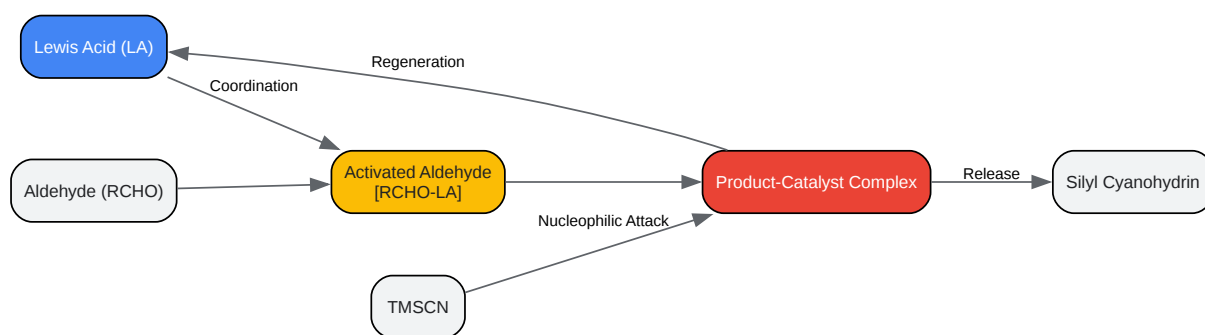 Lewis Acid (LA)
Regeneration
Coordination
Aldehyde (RCHO)
Activated Aldehyde
[RCHO-LA]
Product-Catalyst Complex
Release
Silyl Cyanohydrin
Nucleophilic Attack
TMSCN